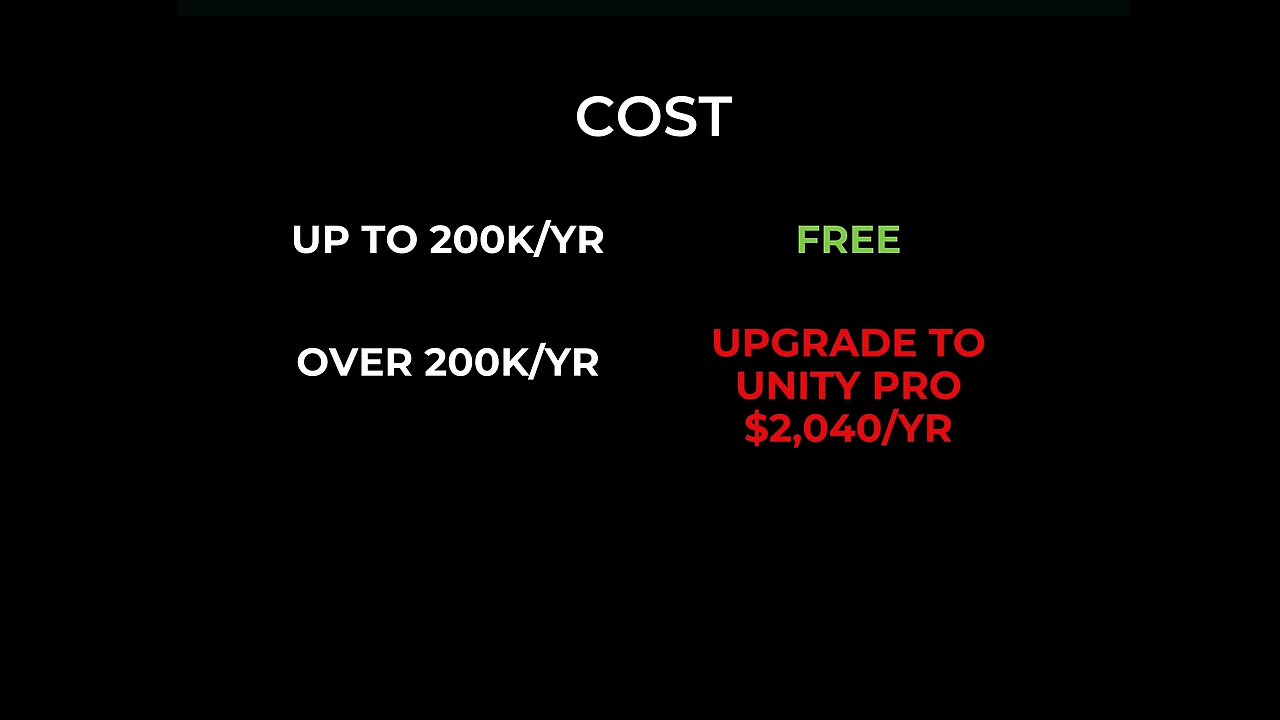 COST
UP TO 200K/YR
FREE
OVER 200K/YR
UPGRADE TO
UNITY PRO
$2,040/YR